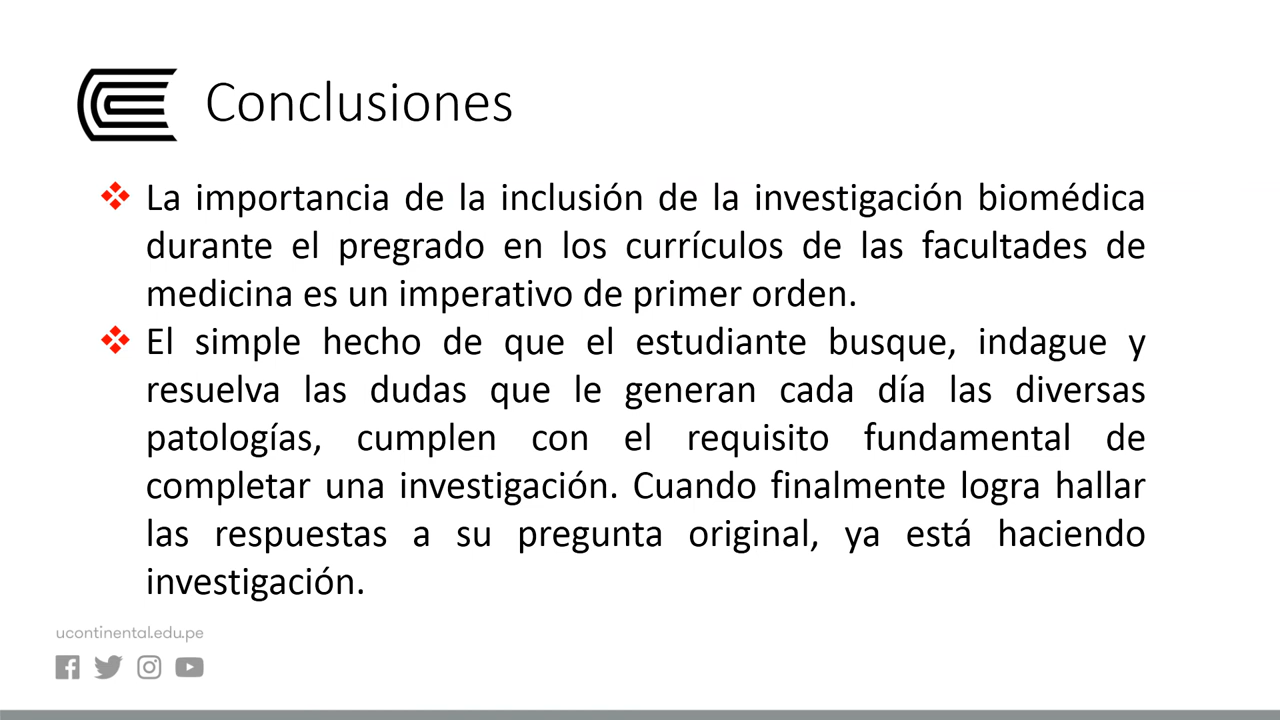 Conclusiones
La importancia de la inclusión de la investigación biomédica
durante el pregrado en los currículos de las facultades de
medicina es un imperativo de primer orden.
El simple hecho de que el estudiante busque, indague y
resuelva las dudas que le generan cada día las diversas
patologías, cumplen con el requisito fundamental de
completar una investigación. Cuando finalmente logra hallar
las respuestas a su pregunta original, ya está haciendo
investigación.
ucontinental.edu.pe